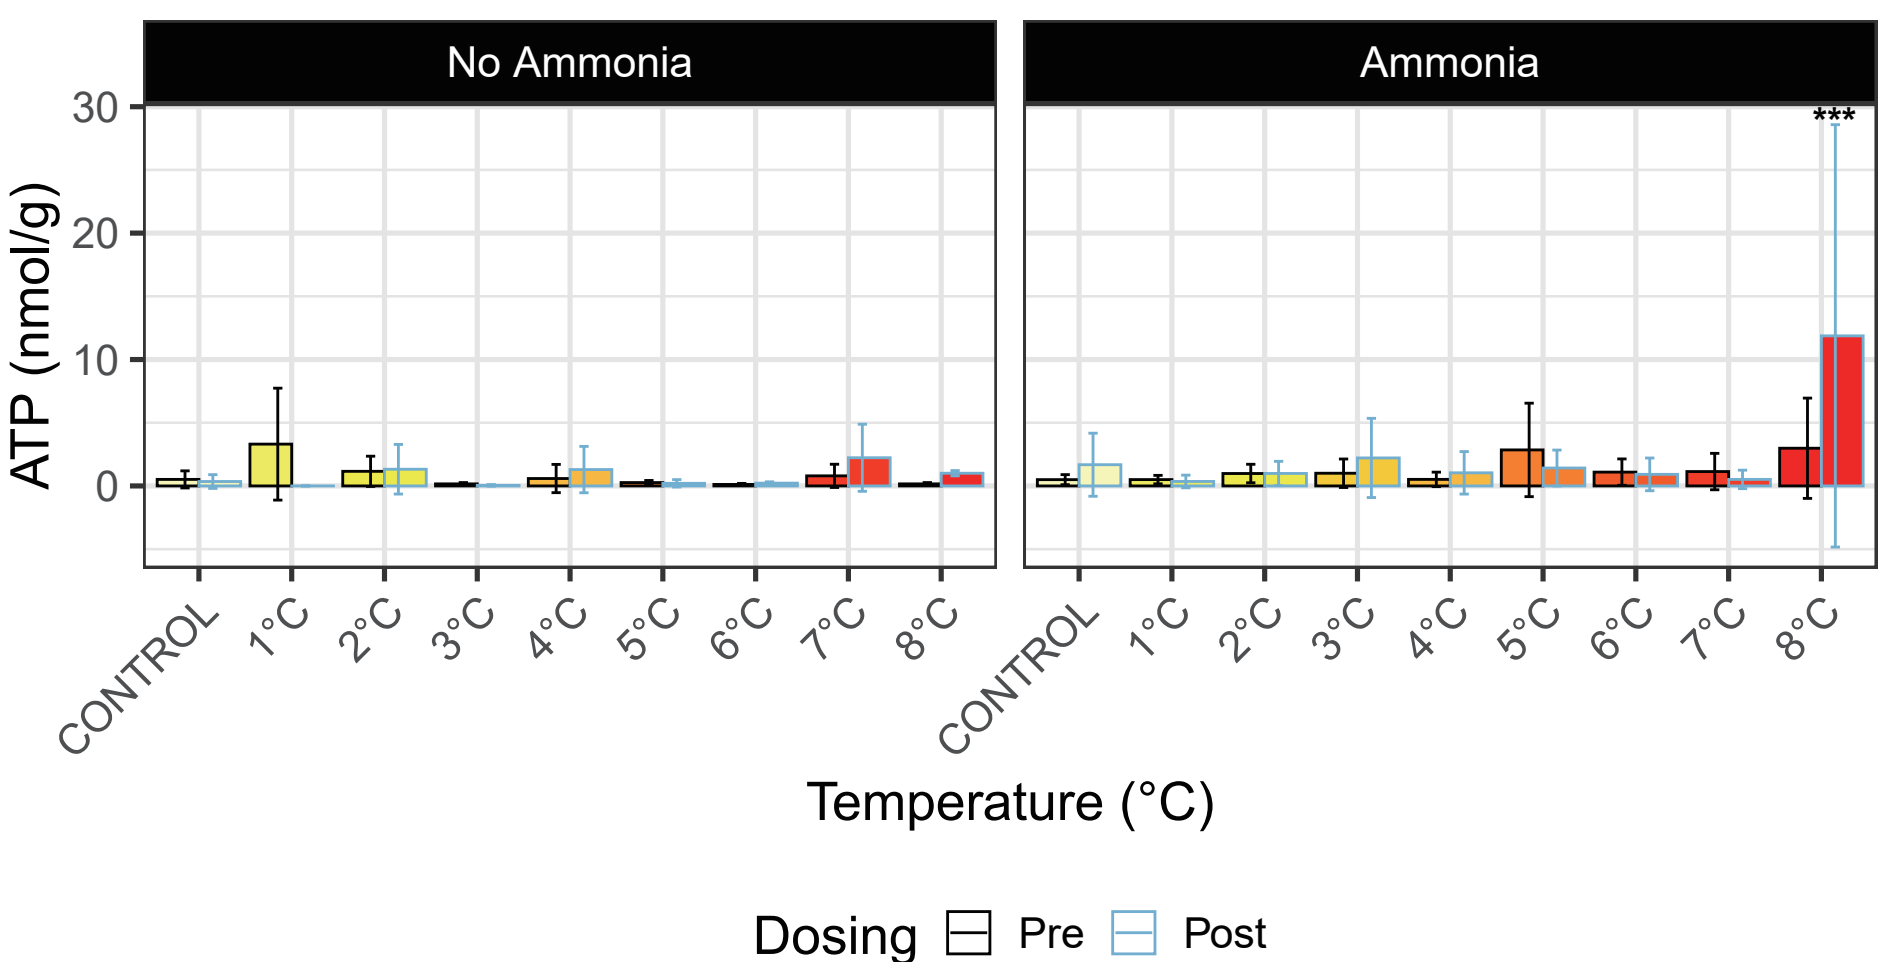 No Ammonia
Ammonia
ATP (nmol/g)
30
20
10
0
***
CONTROL 1°C 2°C 3°C 4°C 5°C 6°C 7°C 8°C
CONTROL 1°C 2°C 3°C 4°C 5°C 6°C 7°C 8°C
Temperature (°C)
Dosing Pre Post